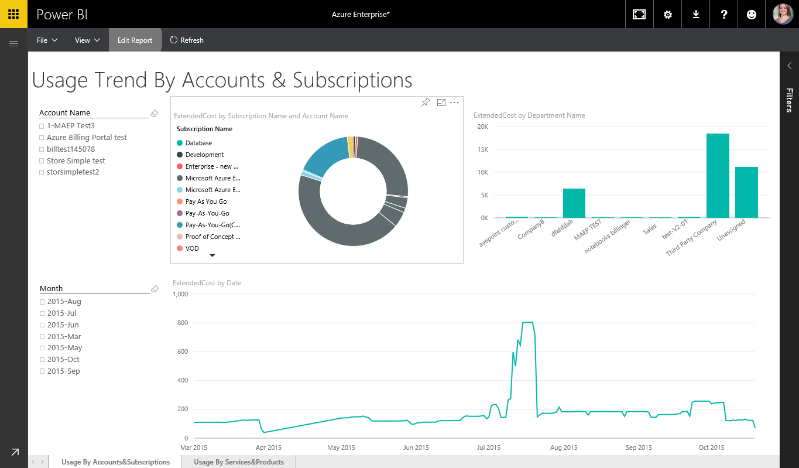 Power BI
Azure Enterprise*
File
View
Edit Report
Refresh
Usage Trend By Accounts & Subscriptions
Filters
Account Name
1-MAEP Test3
Azure Billing Portal test
billtest145078
Store Simple test
storsimpletest2
ExtendedCost by Subscription Name and Account Name
Subscription Name
Database
Development
Enterprise - new ...
Microsoft Azure E...
Microsoft Azure E...
Pay As You Go
Pay-As-You-Go
Pay-As-You-Go(C...
Proof of Concept ...
VOD
ExtendedCost by Department Name
20K
15K
10K
5K
0K
avepoint custo...
CompanyB
dfafdah
MAEP TEST
notebooks billinger
Sales
test-V2-01
Third Party Company
Unassigned
Month
2015-Aug
2015-Jul
2015-Jun
2015-Mar
2015-May
2015-Oct
2015-Sep
ExtendedCost by Date
1,000
800
600
400
200
0
Mar 2015
Apr 2015
May 2015
Jun 2015
Jul 2015
Aug 2015
Sep 2015
Oct 2015
Usage By Accounts&Subscriptions
Usage By Services&Products